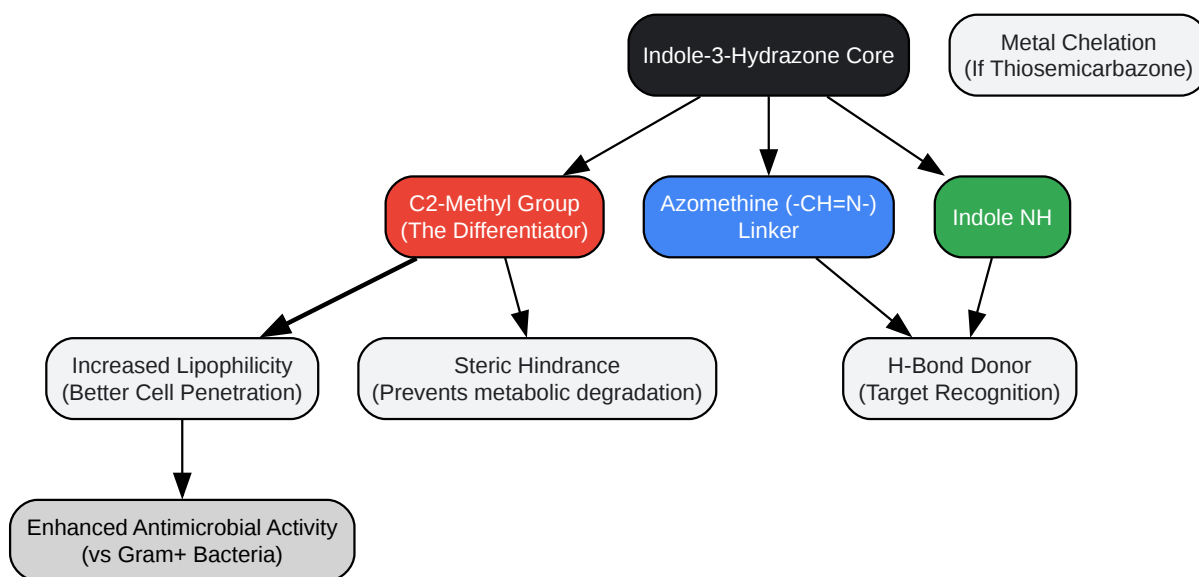 Indole-3-Hydrazone Core
Metal Chelation
(If Thiosemicarbazone)
C2-Methyl Group
(The Differentiator)
Azomethine (-CH=N-)
Linker
Indole NH
Increased Lipophilicity
(Better Cell Penetration)
Steric Hindrance
(Prevents metabolic degradation)
H-Bond Donor
(Target Recognition)
Enhanced Antimicrobial Activity
(vs Gram+ Bacteria)